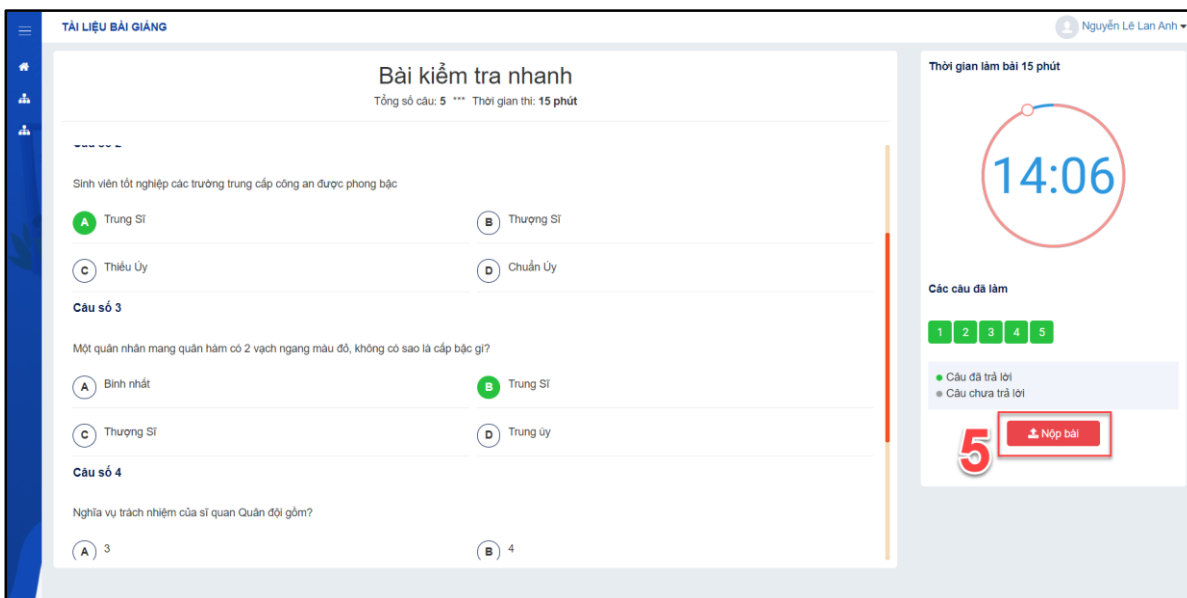 TÀI LIỆU BÀI GIẢNG
Nguyễn Lê Lan Anh
Bài kiểm tra nhanh
Tổng số câu: 5 *** Thời gian thi: 15 phút
Câu số 2
Sinh viên tốt nghiệp các trường trung cấp công an được phong bậc
A Trung Sĩ
B Thượng Sĩ
C Thiếu Úy
D Chuẩn Úy
Câu số 3
Một quân nhân mang quân hàm có 2 vạch ngang màu đỏ, không có sao là cấp bậc gì?
A Binh nhất
B Trung Sĩ
C Thượng Sĩ
D Trung úy
Câu số 4
Nghĩa vụ trách nhiệm của sĩ quan Quân đội gồm?
A 3
B 4
Thời gian làm bài 15 phút
14:06
Các câu đã làm
1 2 3 4 5
Câu đã trả lời
Câu chưa trả lời
Nộp bài
5